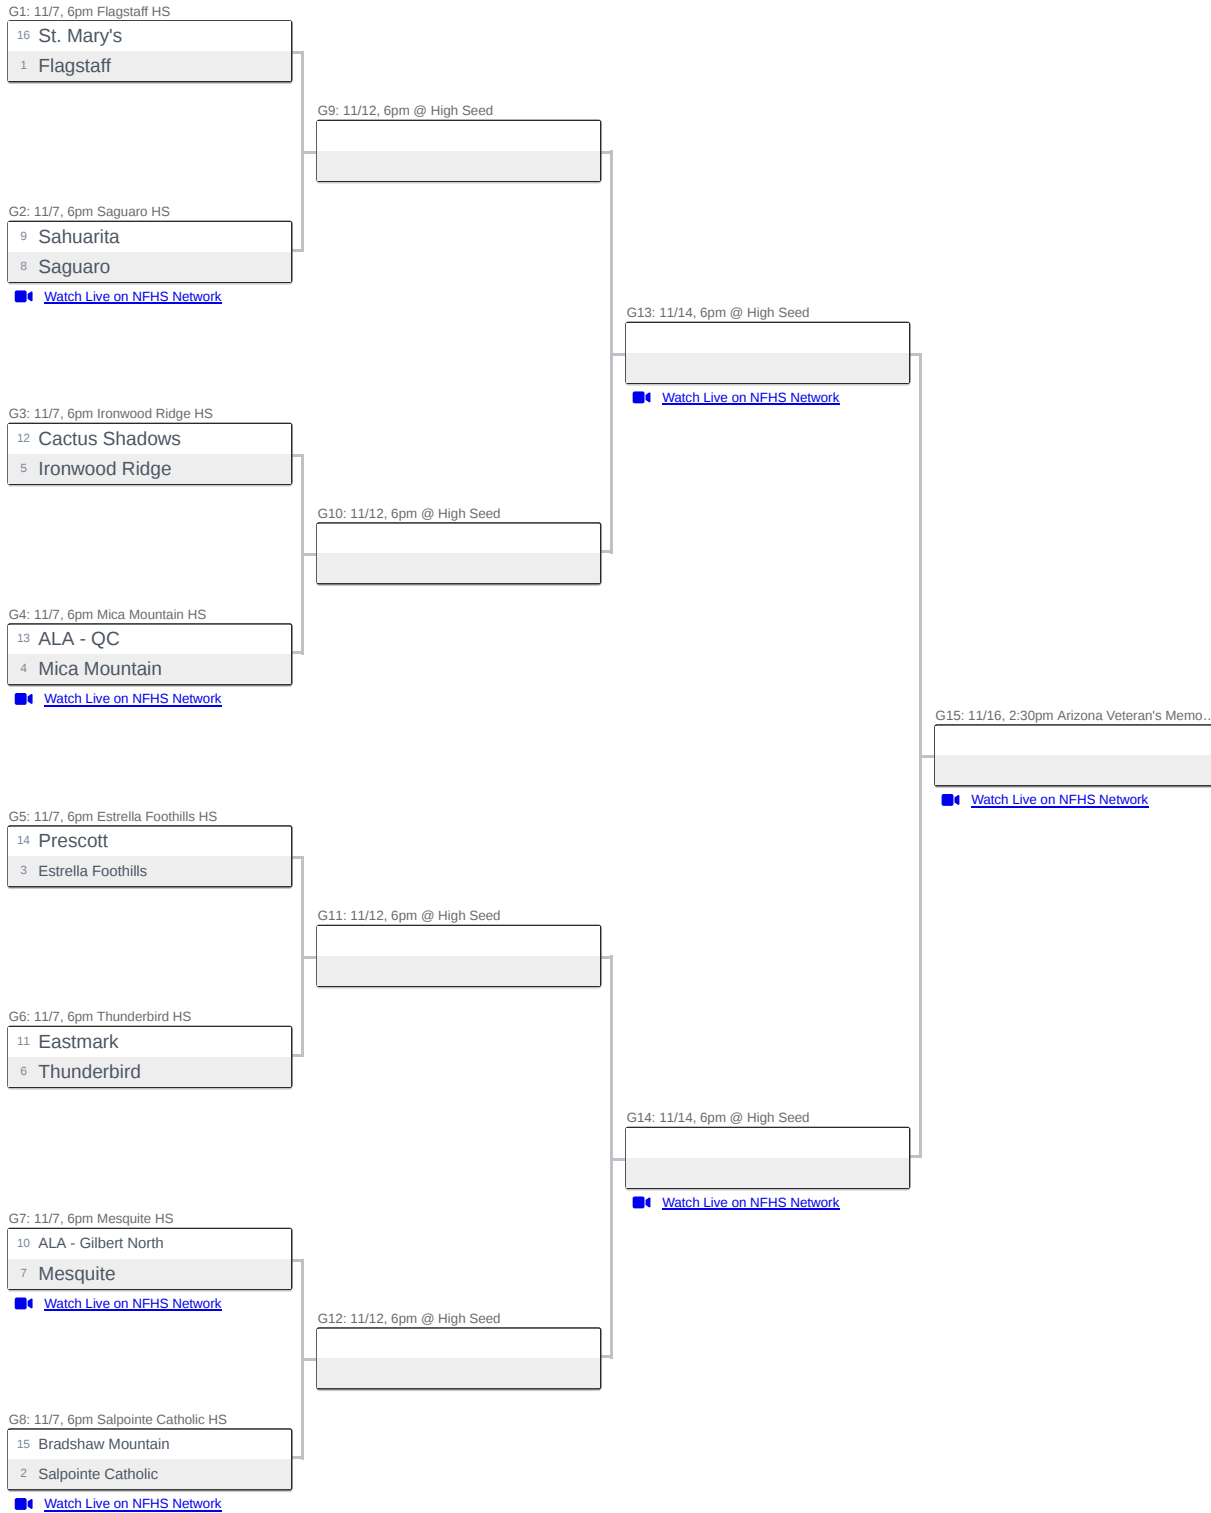 G1: 11/7, 6pm Flagstaff HS
16 St. Mary's
1 Flagstaff
G9: 11/12, 6pm @ High Seed
G2: 11/7, 6pm Saguaro HS
9 Sahuarita
8 Saguaro
Watch Live on NFHS Network
G13: 11/14, 6pm @ High Seed
Watch Live on NFHS Network
G3: 11/7, 6pm Ironwood Ridge HS
12 Cactus Shadows
5 Ironwood Ridge
G10: 11/12, 6pm @ High Seed
G4: 11/7, 6pm Mica Mountain HS
13 ALA - QC
4 Mica Mountain
Watch Live on NFHS Network
G15: 11/16, 2:30pm Arizona Veteran's Memo...
Watch Live on NFHS Network
G5: 11/7, 6pm Estrella Foothills HS
14 Prescott
3 Estrella Foothills
G11: 11/12, 6pm @ High Seed
G6: 11/7, 6pm Thunderbird HS
11 Eastmark
6 Thunderbird
G14: 11/14, 6pm @ High Seed
Watch Live on NFHS Network
G7: 11/7, 6pm Mesquite HS
10 ALA - Gilbert North
7 Mesquite
Watch Live on NFHS Network
G12: 11/12, 6pm @ High Seed
G8: 11/7, 6pm Salpointe Catholic HS
15 Bradshaw Mountain
2 Salpointe Catholic
Watch Live on NFHS Network